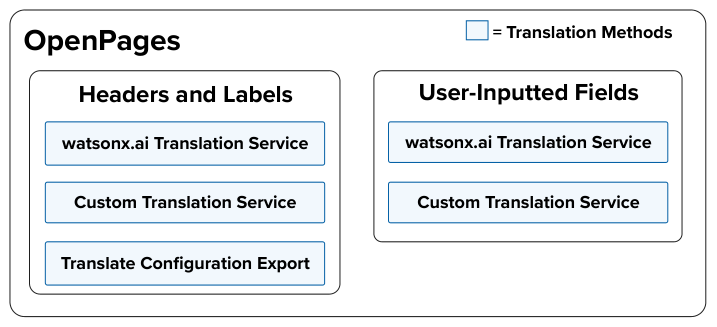 OpenPages
= Translation Methods
Headers and Labels
watsonx.ai Translation Service
Custom Translation Service
Translate Configuration Export
User-Inputted Fields
watsonx.ai Translation Service
Custom Translation Service